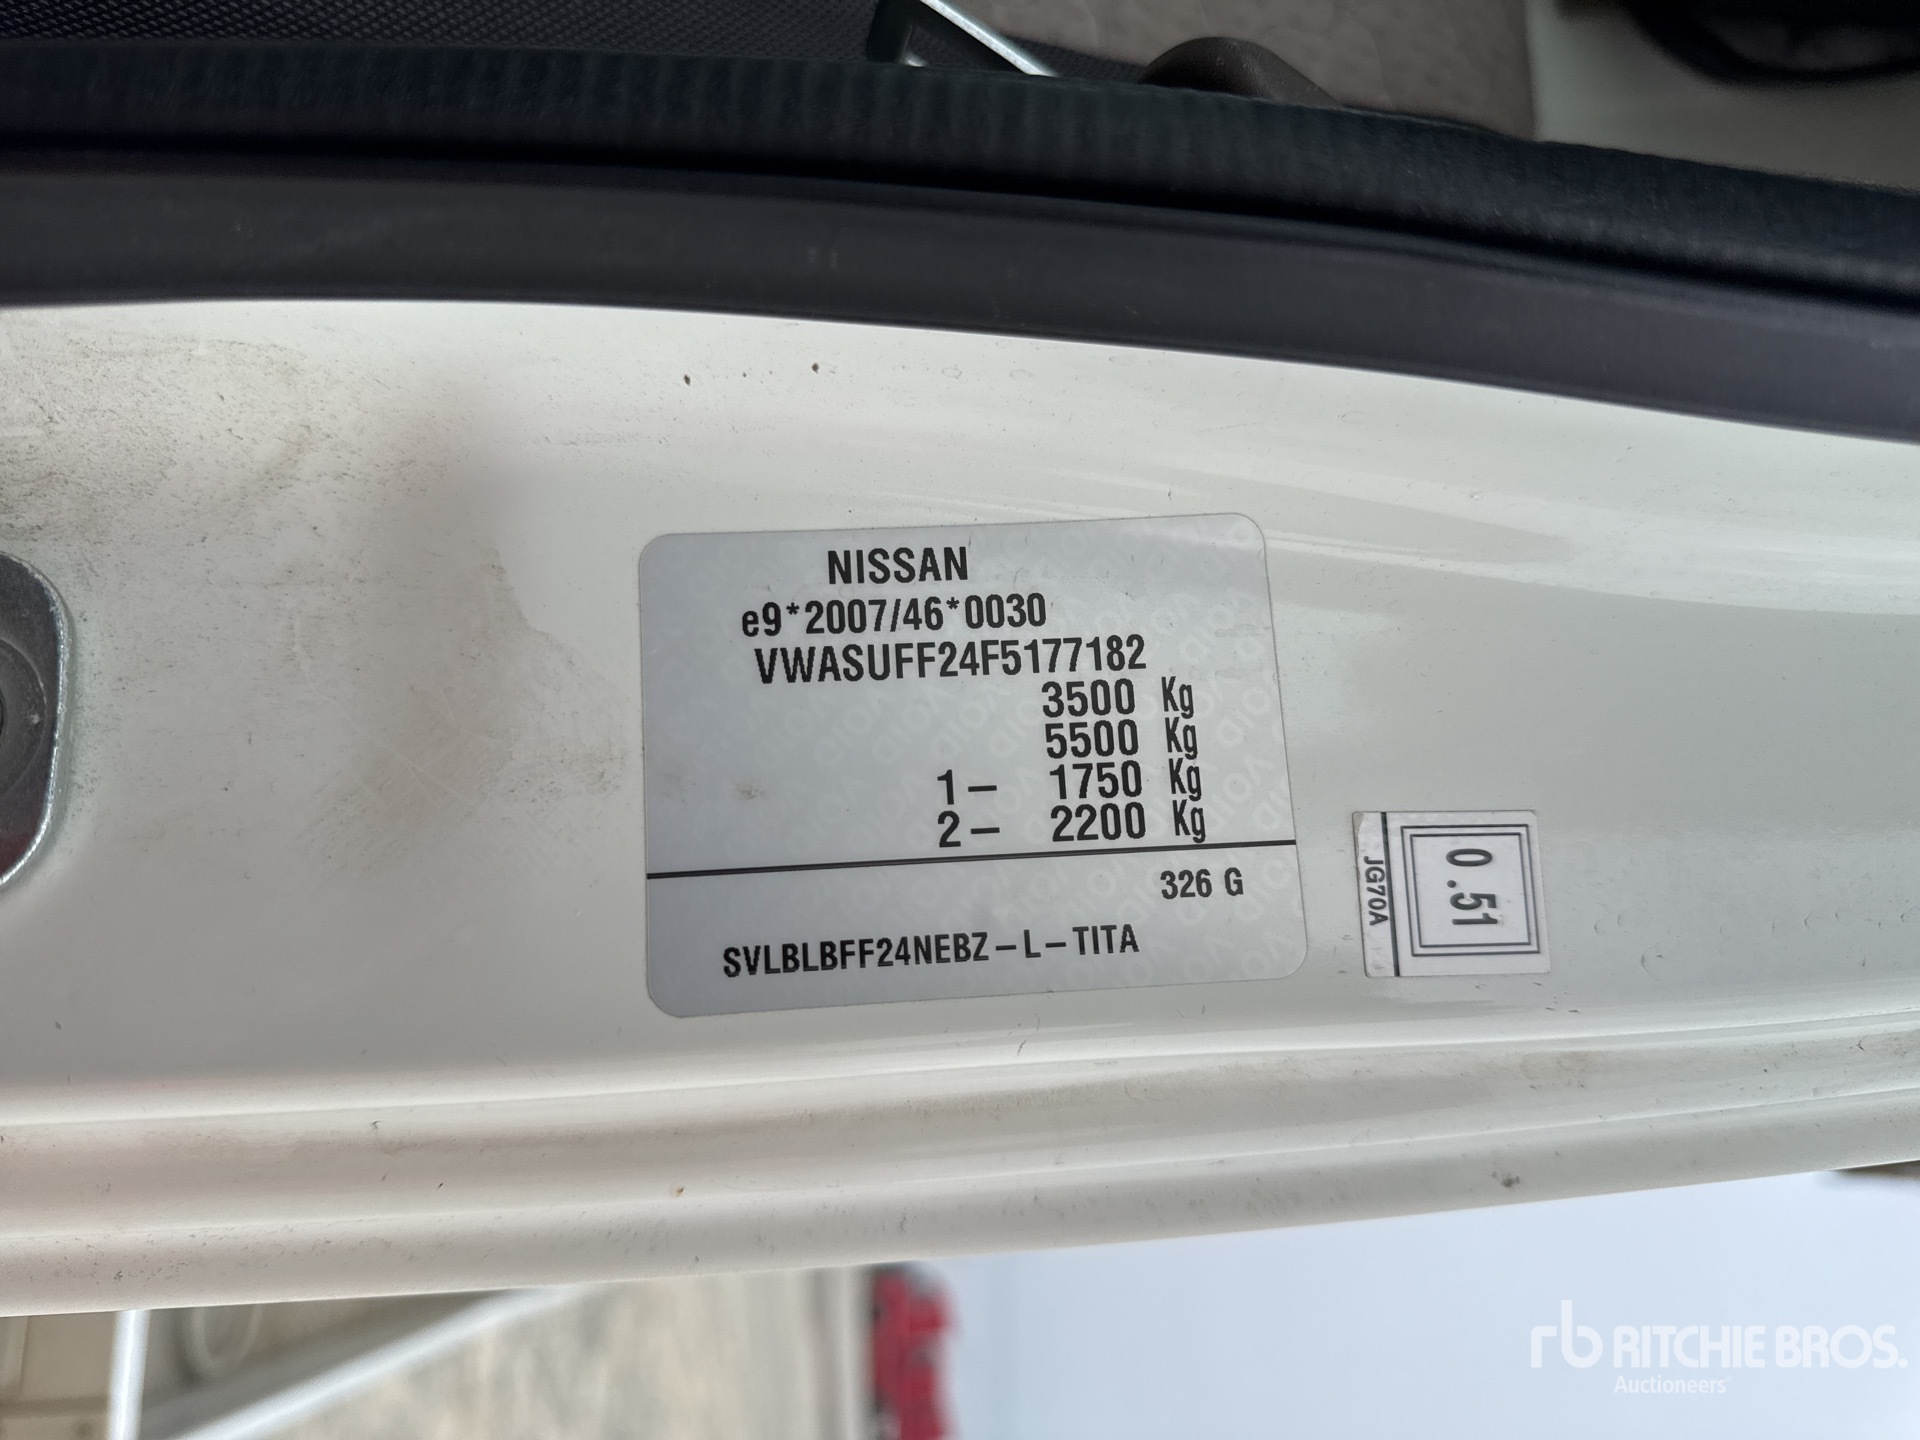 NISSAN
e9*2007/46*0030
VWASUFF24F5177182
3500 Kg
5500 Kg
1- 1750 Kg
2- 2200 Kg
326 G
SVLBLBFF24NEBZ-L-TITA
0.51
JG70A
rb RITCHIE BROS.
Auctioneers